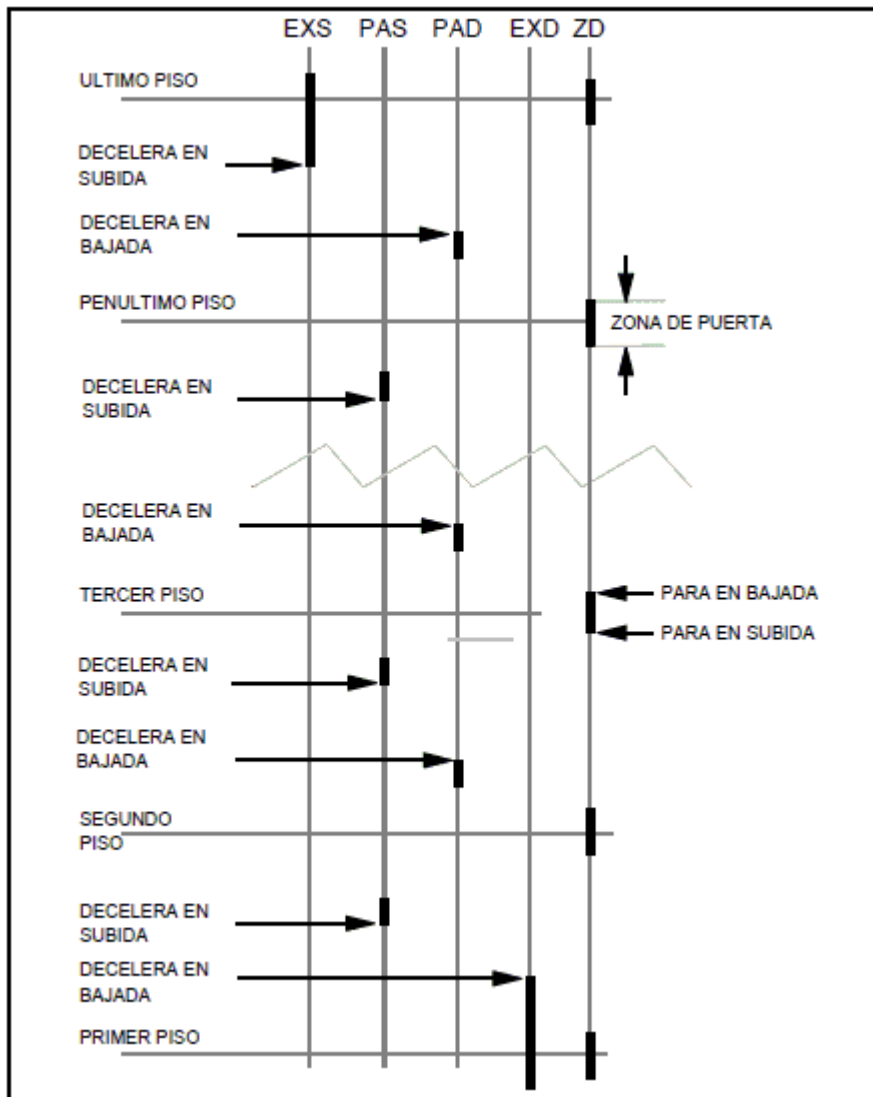 EXS PAS PAD EXD ZD
ULTIMO PISO
DECELERA EN
SUBIDA
DECELERA EN
BAJADA
PENULTIMO PISO
ZONA DE PUERTA
DECELERA EN
SUBIDA
DECELERA EN
BAJADA
TERCER PISO
PARA EN BAJADA
PARA EN SUBIDA
DECELERA EN
SUBIDA
DECELERA EN
BAJADA
SEGUNDO
PISO
DECELERA EN
SUBIDA
DECELERA EN
BAJADA
PRIMER PISO